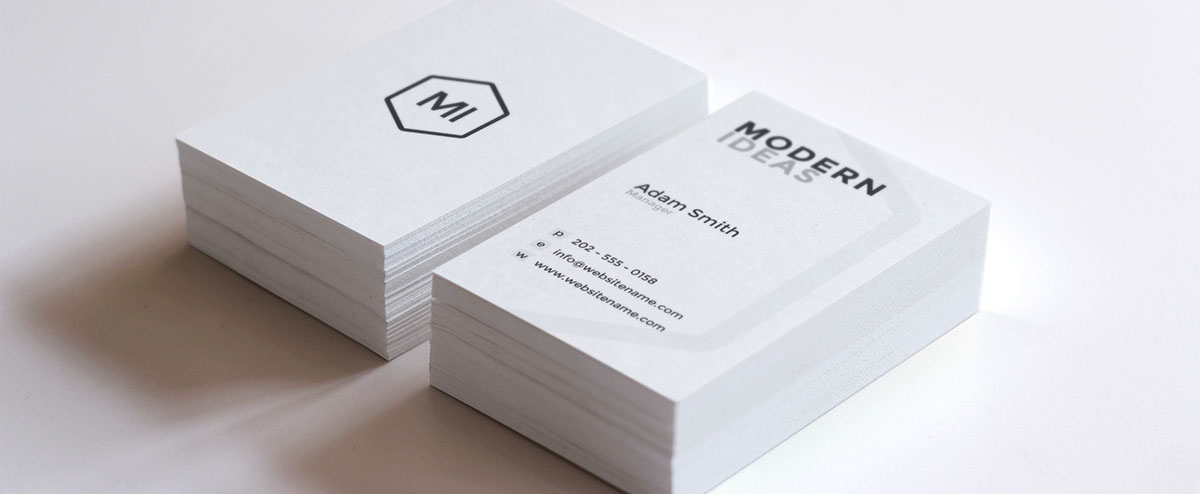 MI
MODERN
IDEAS
Adam Smith
Manager
p 202 - 555 - 0158
e info@websitename.com
w www.websitename.com